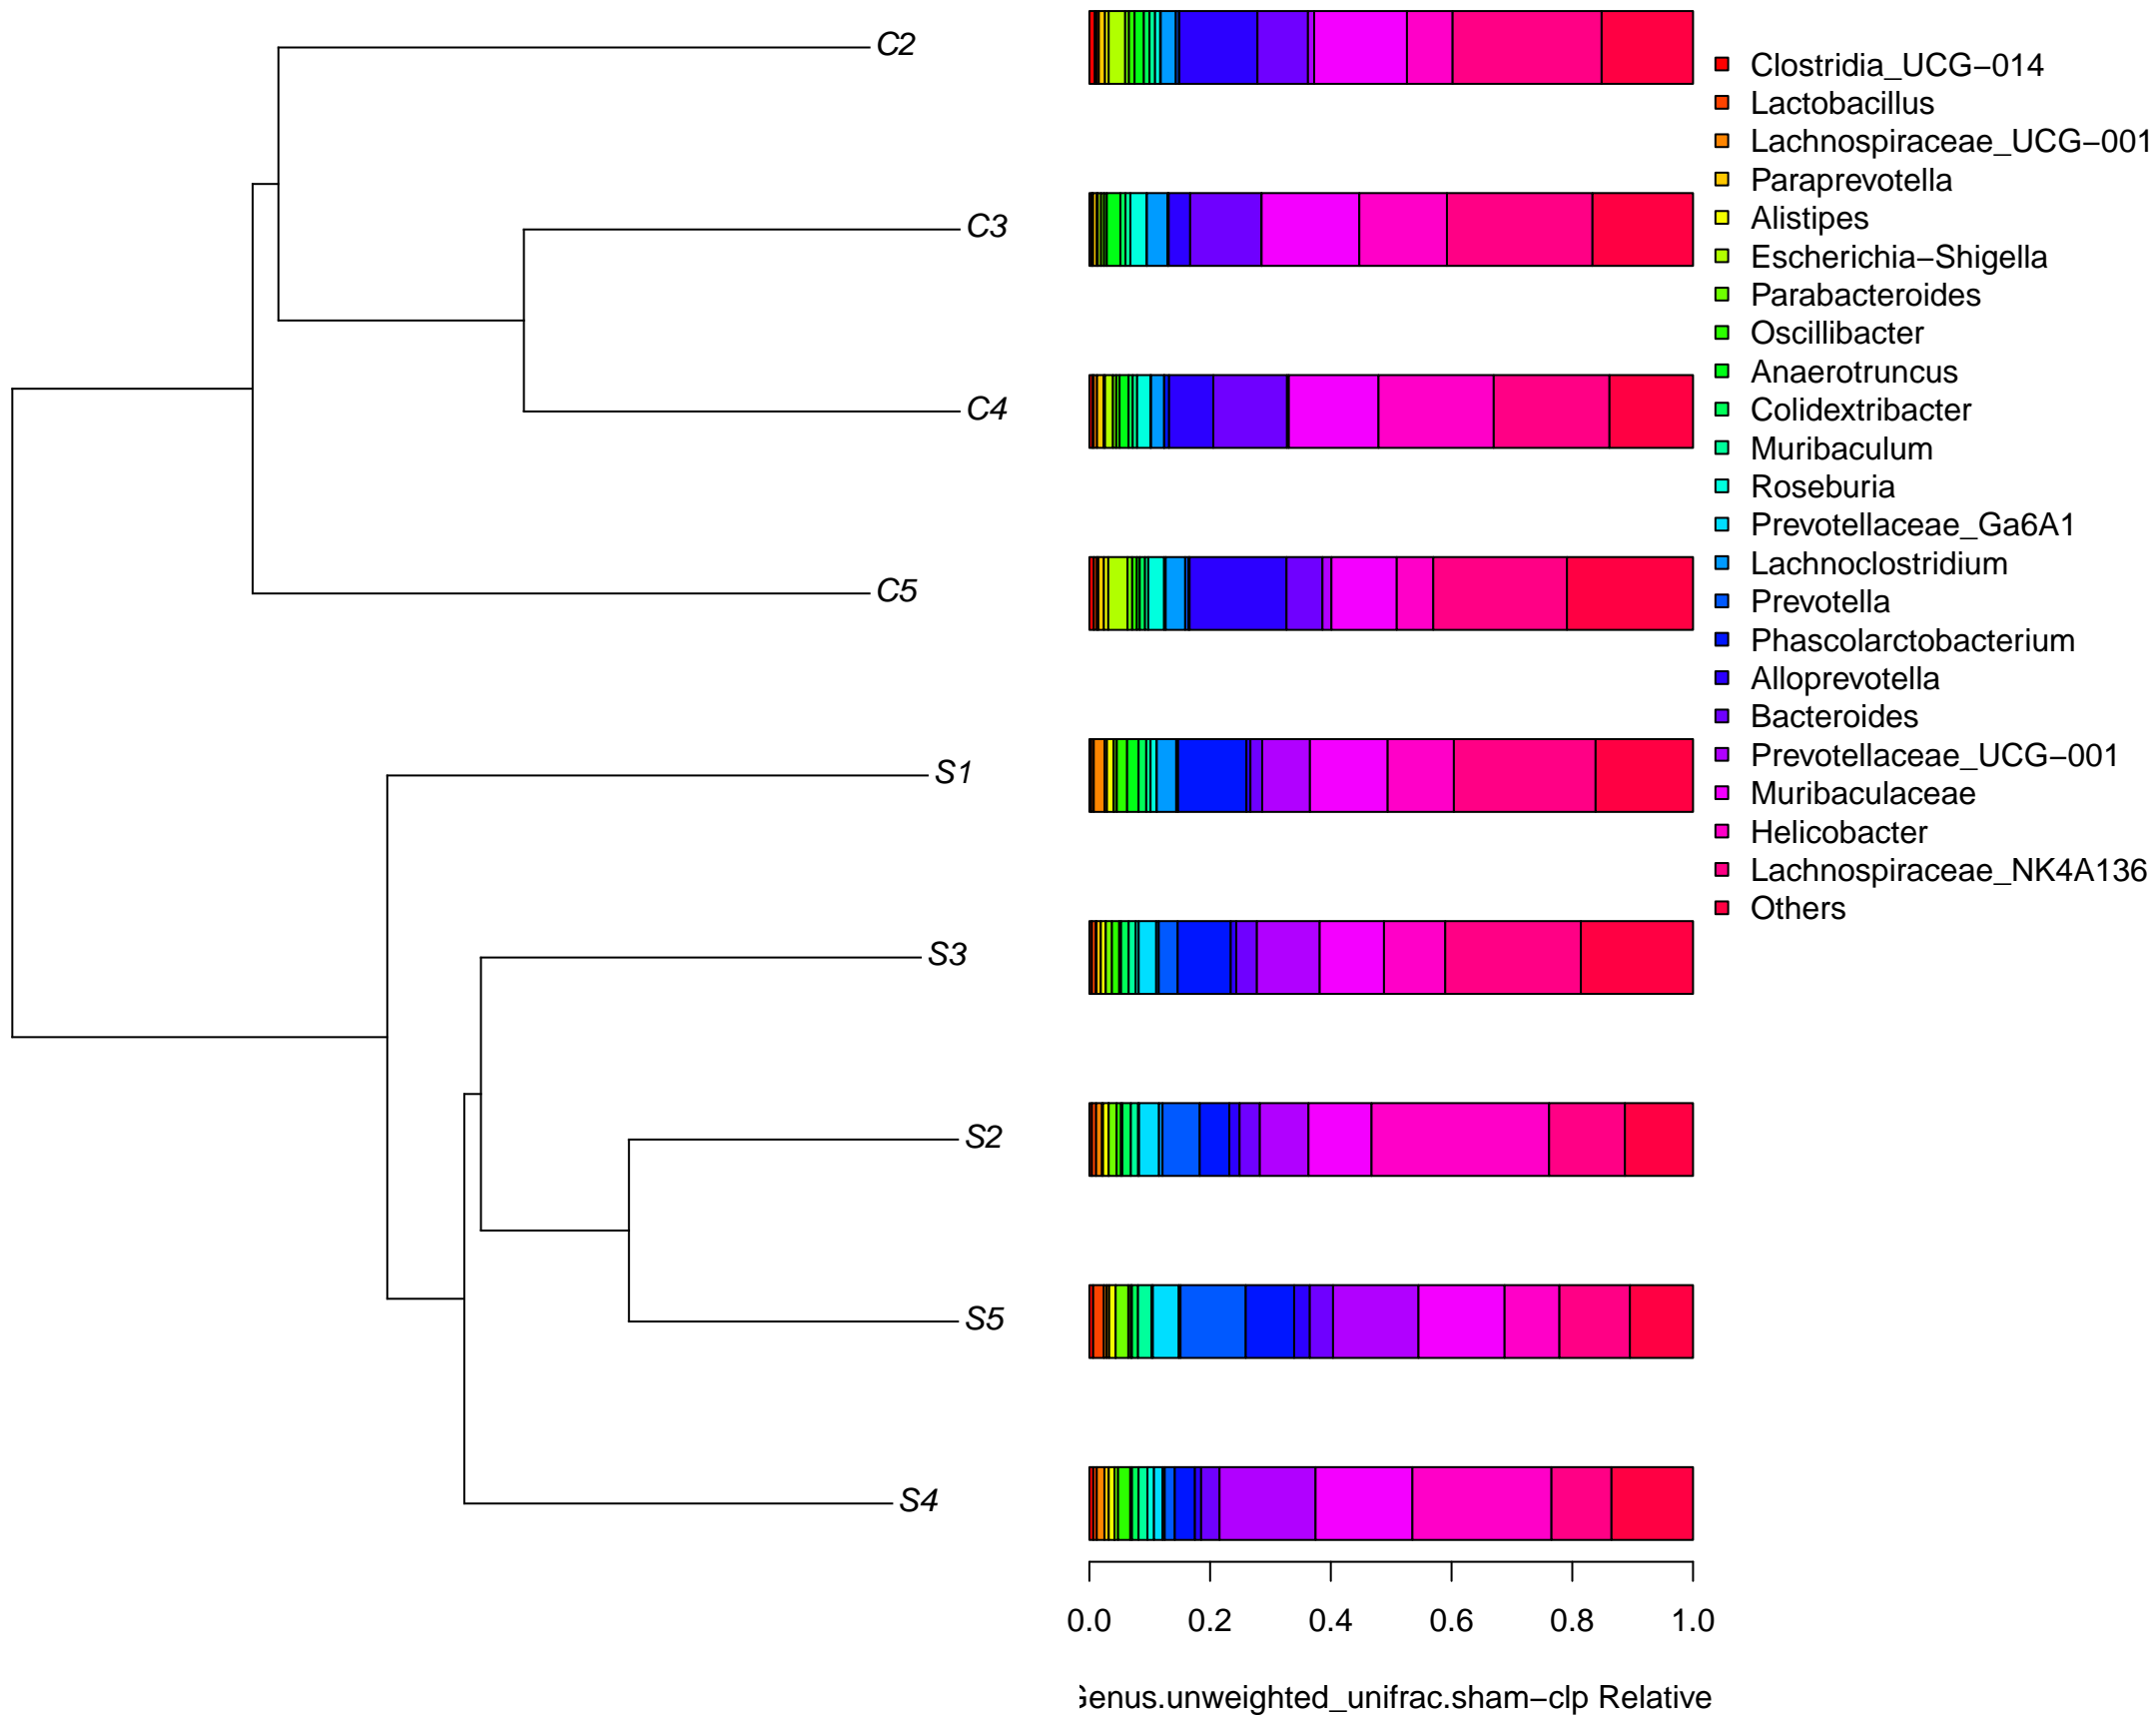 C2
C3
C4
C5
S1
S3
S2
S5
S4
Clostridia_UCG−014
Lactobacillus
Lachnospiraceae_UCG−001
Paraprevotella
Alistipes
Escherichia−Shigella
Parabacteroides
Oscillibacter
Anaerotruncus
Colidextribacter
Muribaculum
Roseburia
Prevotellaceae_Ga6A1
Lachnoclostridium
Prevotella
Phascolarctobacterium
Alloprevotella
Bacteroides
Prevotellaceae_UCG−001
Muribaculaceae
Helicobacter
Lachnospiraceae_NK4A136
Others
0.0 0.2 0.4 0.6 0.8 1.0
Genus.unweighted_unifrac.sham−clp Relative